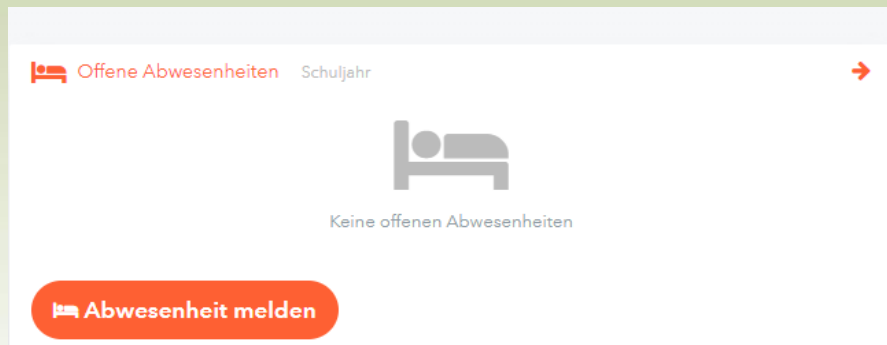 Offene Abwesenheiten Schuljahr
Keine offenen Abwesenheiten
Abwesenheit melden